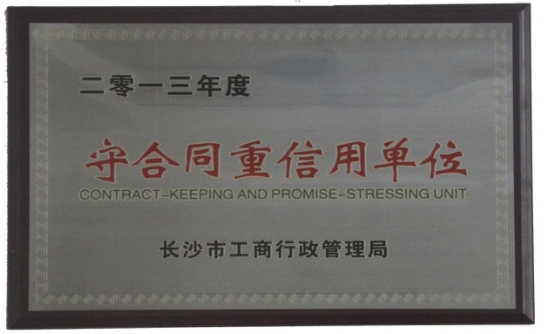 二零一三年度
守合同重信用单位
CONTRACT-KEEPING AND PROMISE-STRESSING UNIT
长沙市工商行政管理局